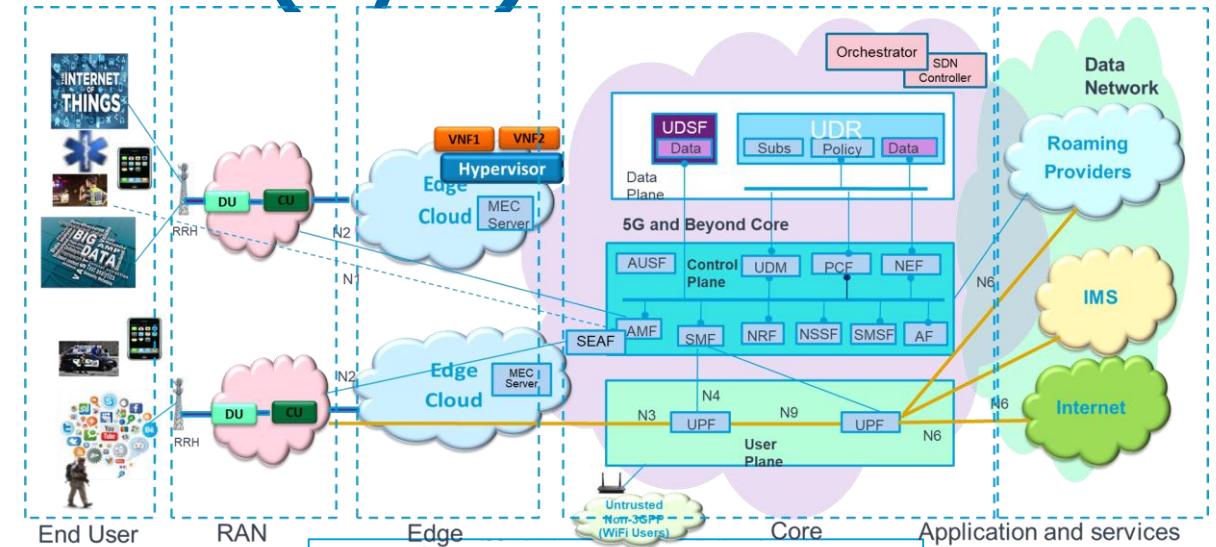 INTERNET
OF
THINGS
BIG
DATA
RRH
DU
CU
RRH
DU
CU
VNF1
VNF2
Hypervisor
Edge
Cloud
MEC
Server
N2
N1
N2
Edge
Cloud
MEC
Server
Orchestrator
SDN
Controller
UDSF
Data
UDR
Subs
Policy
Data
Data
Plane
5G and Beyond Core
AUSF
Control
Plane
UDM
PCF
NEF
SEAF
AMF
SMF
NRF
NSSF
SMSF
AF
N4
N3
UPF
N9
UPF
N6
User
Plane
Untrusted
Non-3GPP
(WiFi Users)
Data
Network
Roaming
Providers
N6
IMS
N6
Internet
End User
RAN
Edge
Core
Application and services